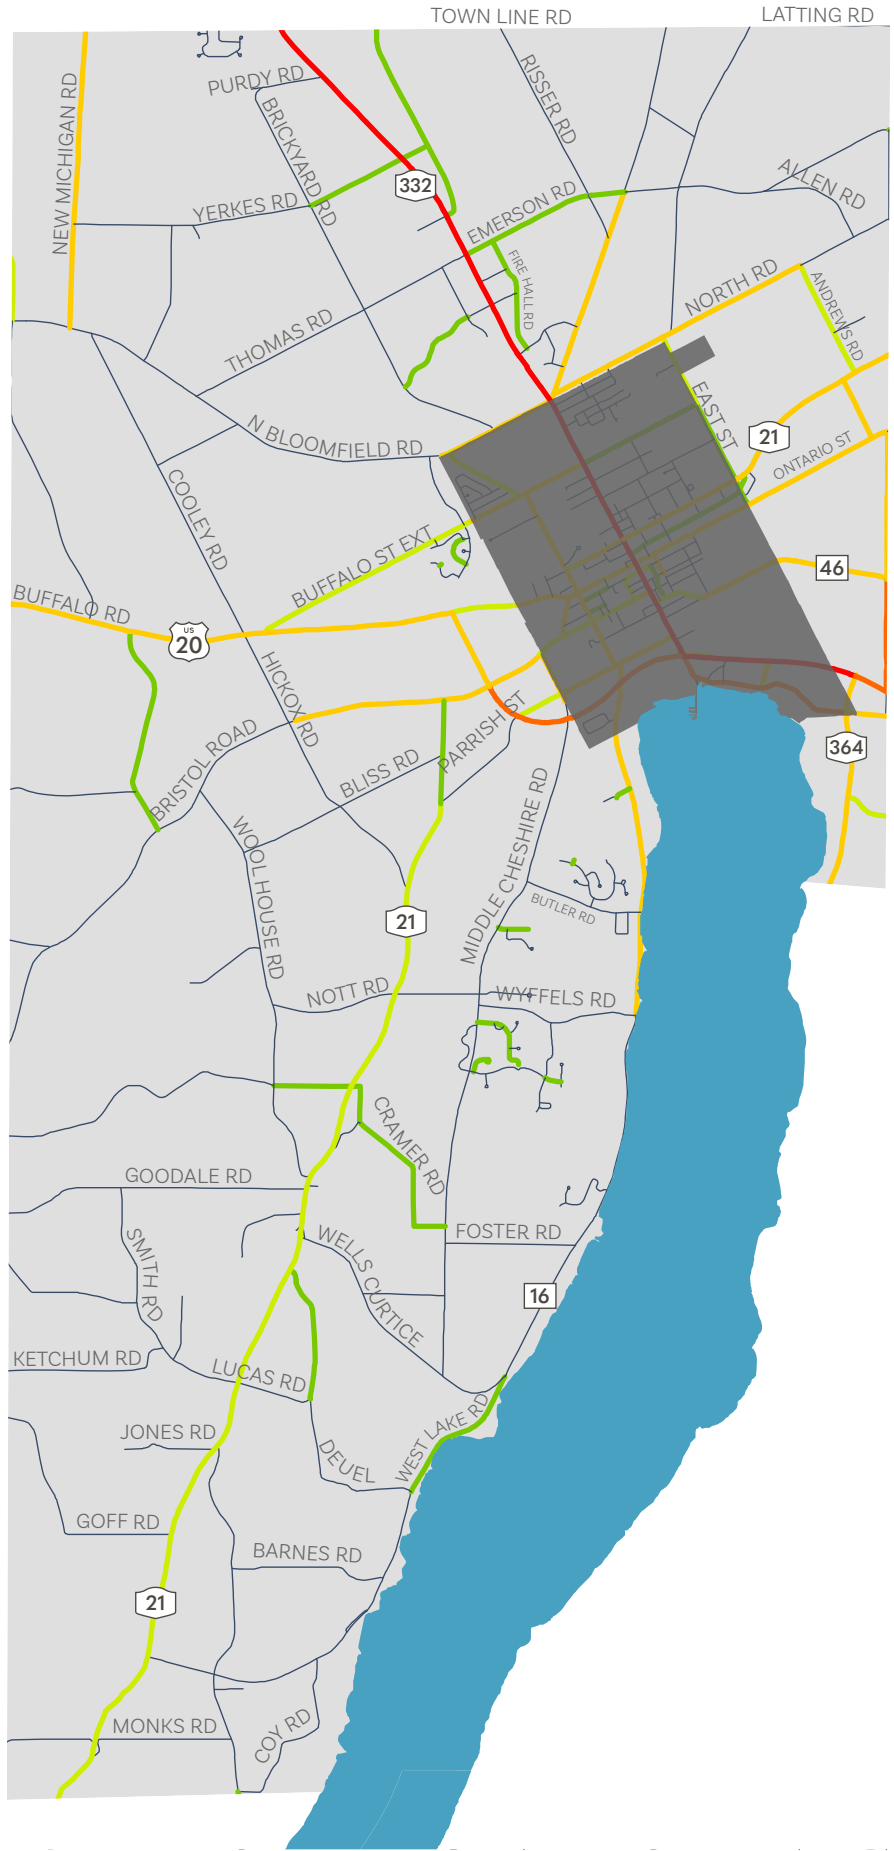 TOWN LINE RD
LATTING RD
PURDY RD
RISSER RD
NEW MICHIGAN RD
BRICKYARD RD
332
ALLEN RD
YERKES RD
EMERSON RD
FIRE HALL RD
NORTH RD
ANDREWS RD
THOMAS RD
EAST ST
N BLOOMFIELD RD
21
ONTARIO ST
COOLEY RD
BUFFALO ST EXT
46
BUFFALO RD
US
20
HICKOX RD
PARRISH ST
364
BRISTOL ROAD
BLISS RD
MIDDLE CHESHIRE RD
WOOL HOUSE RD
BUTLER RD
21
NOTT RD
WYFFELS RD
CRAMER RD
GOODALE RD
FOSTER RD
SMITH RD
WELLS CURTICE
16
KETCHUM RD
LUCAS RD
WEST LAKE RD
JONES RD
DEUEL
GOFF RD
BARNES RD
21
MONKS RD
COY RD